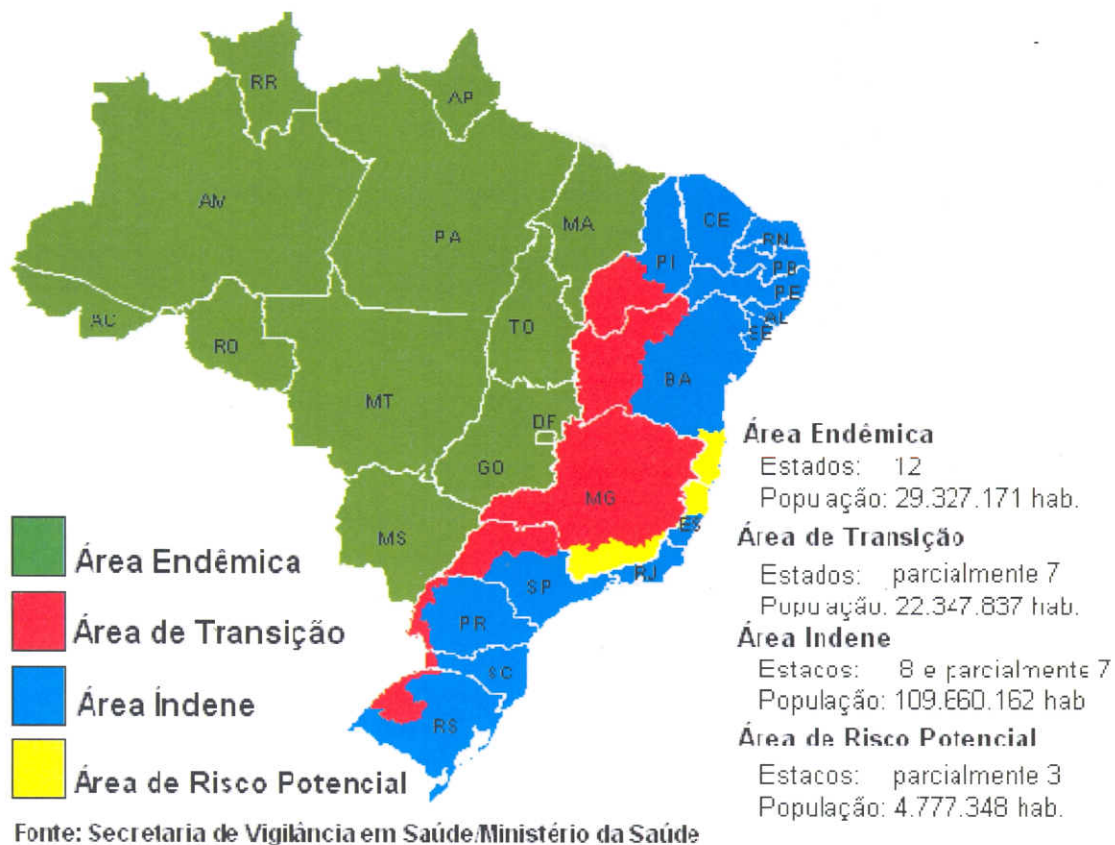 RR
AP
AM
PA
MA
CE
RN
PB
PE
PI
AL
SE
AC
RO
TO
BA
MT
DF
GO
MG
ES
MS
SP
RJ
PR
SC
RS
Área Endêmica
Área de Transição
Área Índene
Área de Risco Potencial
Área Endêmica
Estados: 12
População: 29.327.171 hab.
Área de Transição
Estados: parcialmente 7
População: 22.347.837 hab.
Área Indene
Estacos: 8 e parcialmente 7
População: 109.660.162 hab
Área de Risco Potencial
Estacos: parcialmente 3
População: 4.777.348 hab.
Fonte: Secretaria de Vigilância em Saúde/Ministério da Saúde